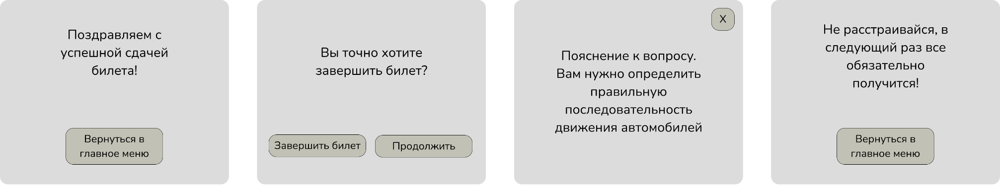 Поздравляем с
успешной сдачей
билета!
Вернуться в
главное меню
Вы точно хотите
завершить билет?
Завершить билет
Продолжить
X
Пояснение к вопросу.
Вам нужно определить
правильную
последовательность
движения автомобилей
Не расстраивайся, в
следующий раз все
обязательно
получится!
Вернуться в
главное меню